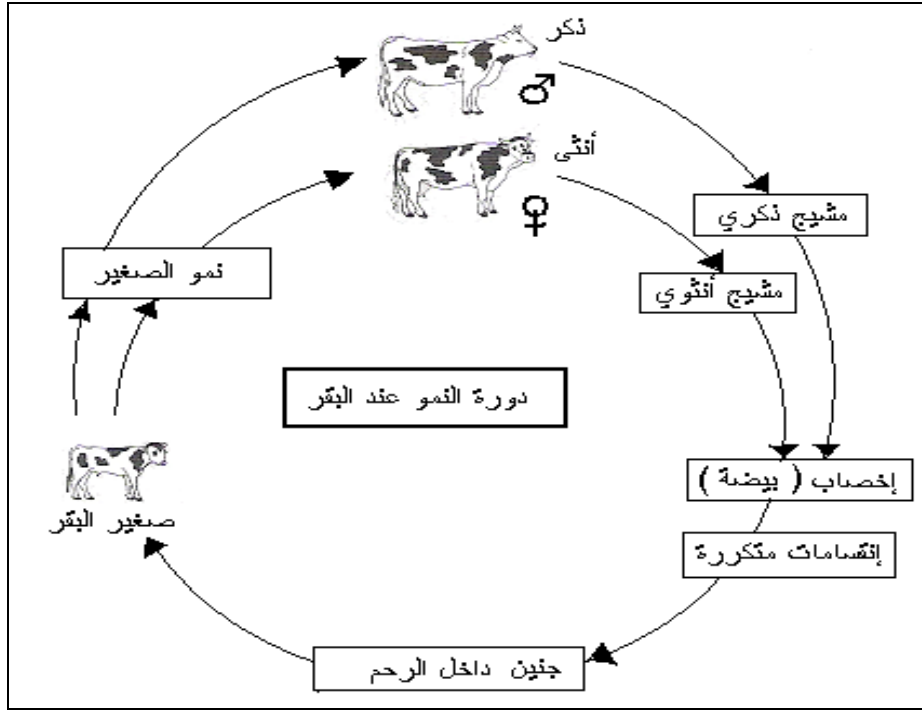 ذكر
♂
أنثى
♀
مشيج ذكري
مشيج أنثوي
نمو الصغير
دورة النمو عند البقر
إخصاب ( بيضة )
صغير البقر
إنقسامات متكررة
جنين داخل الرحم